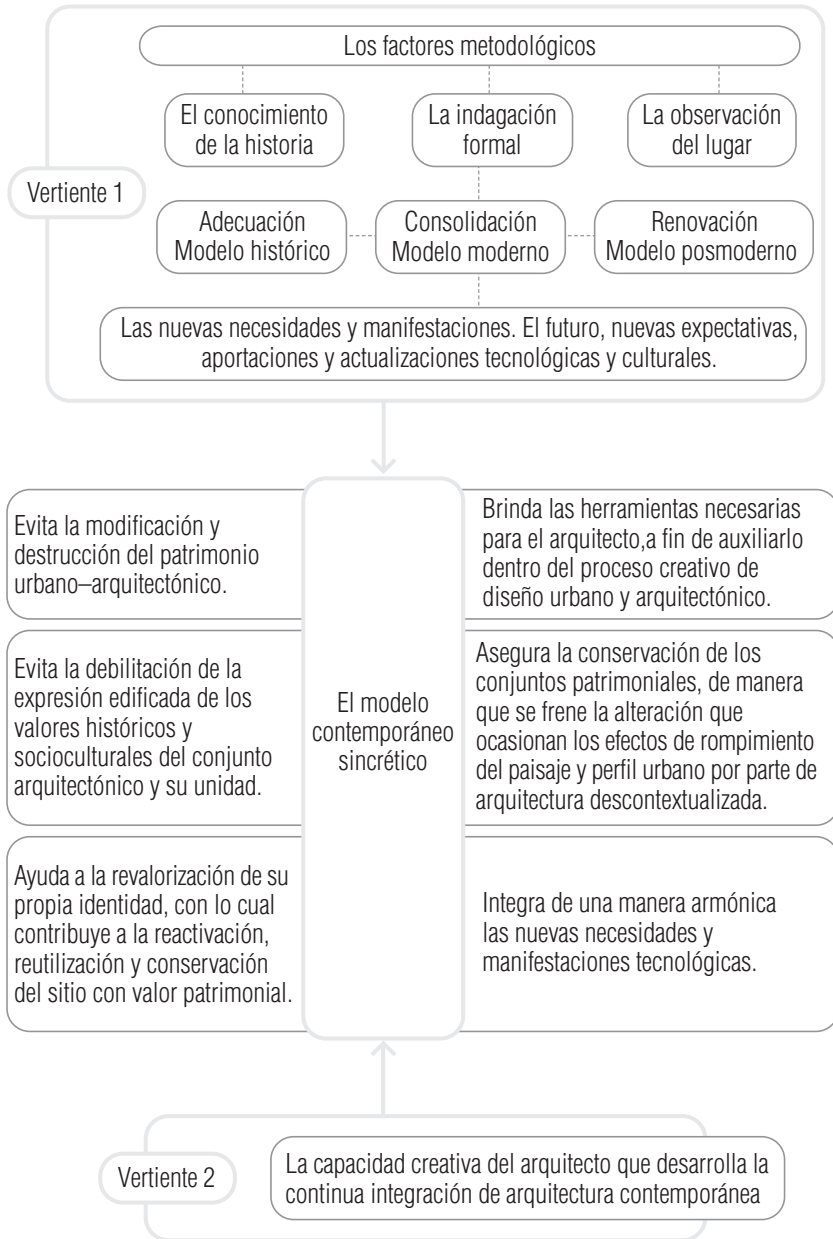 Los factores metodológicos
El conocimiento
de la historia
La indagación
formal
La observación
del lugar
Vertiente 1
Adecuación
Modelo histórico
Consolidación
Modelo moderno
Renovación
Modelo posmoderno
Las nuevas necesidades y manifestaciones. El futuro, nuevas expectativas,
aportaciones y actualizaciones tecnológicas y culturales.
Evita la modificación y
destrucción del patrimonio
urbano–arquitectónico.
Evita la debilitación de la
expresión edificada de los
valores históricos y
socioculturales del conjunto
arquitectónico y su unidad.
Ayuda a la revalorización de su
propia identidad, con lo cual
contribuye a la reactivación,
reutilización y conservación
del sitio con valor patrimonial.
El modelo
contemporáneo
sincrético
Brinda las herramientas necesarias
para el arquitecto,a fin de auxiliarlo
dentro del proceso creativo de
diseño urbano y arquitectónico.
Asegura la conservación de los
conjuntos patrimoniales, de manera
que se frene la alteración que
ocasionan los efectos de rompimiento
del paisaje y perfil urbano por parte de
arquitectura descontextualizada.
Integra de una manera armónica
las nuevas necesidades y
manifestaciones tecnológicas.
Vertiente 2
La capacidad creativa del arquitecto que desarrolla la
continua integración de arquitectura contemporánea